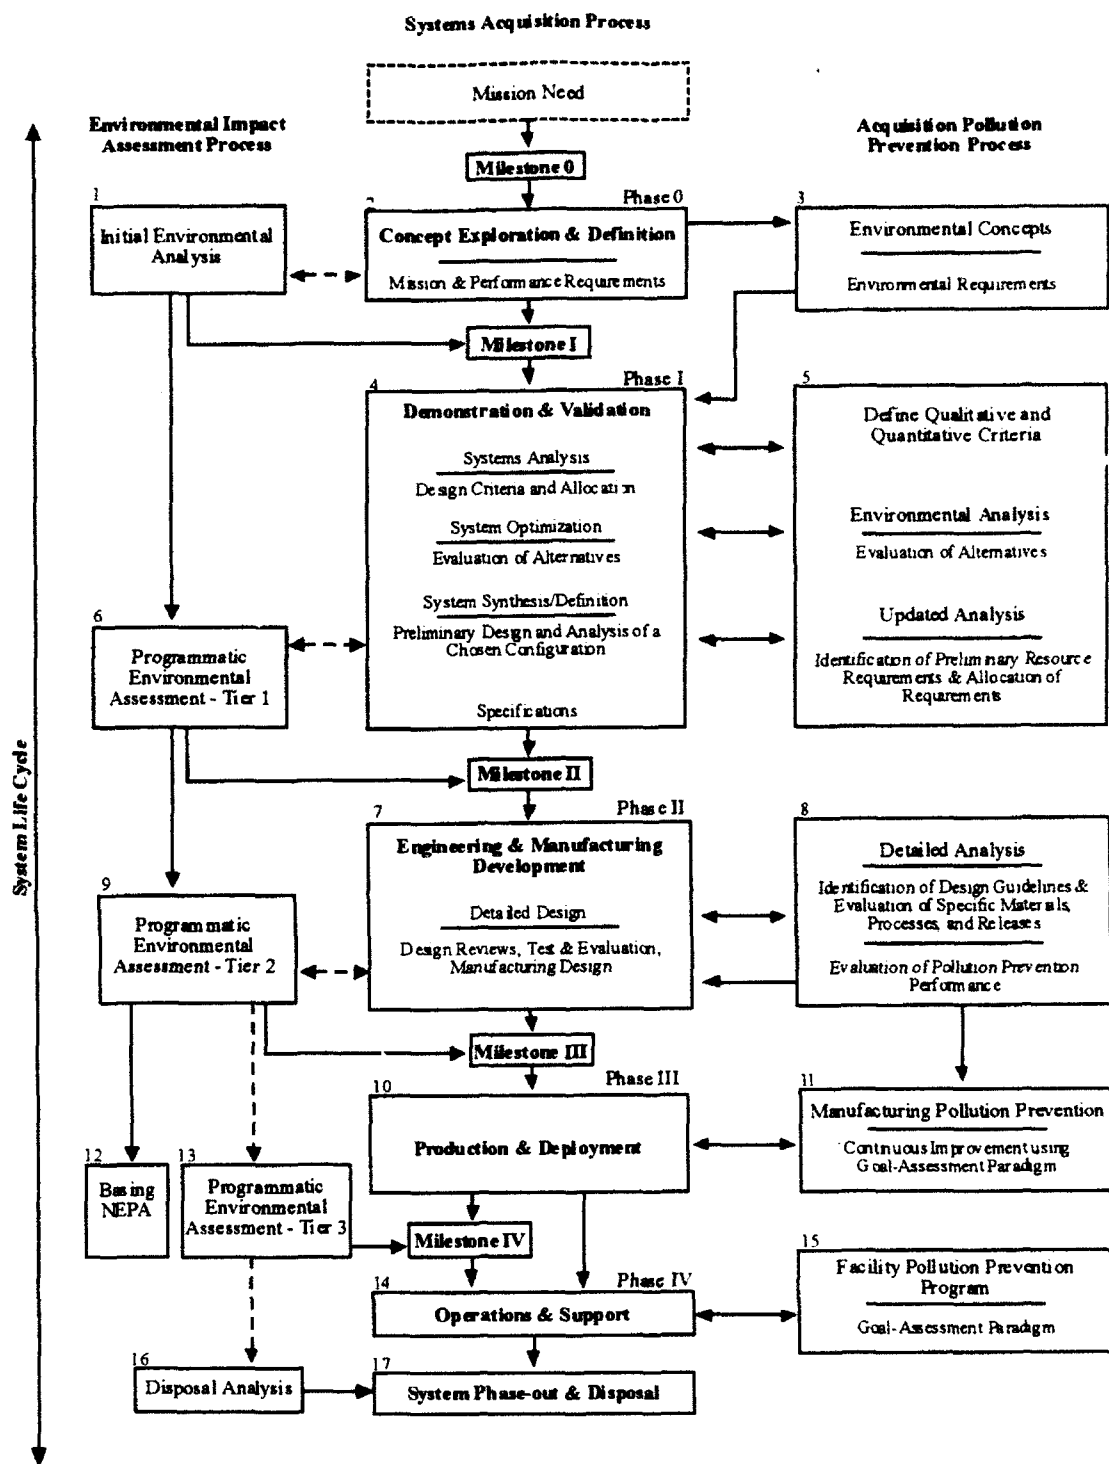 Systems Acquisition Process
Mission Need
Environmental Impact
Assessment Process
Acquisition Pollution
Prevention Process
Milestone 0
Phase 0
1
Initial Environmental
Analysis
2
Concept Exploration & Definition
Mission & Performance Requirements
3
Environmental Concepts
Environmental Requirements
Milestone I
Phase I
4
Demonstration & Validation
Systems Analysis
Design Criteria and Allocation
System Optimization
Evaluation of Alternatives
System Synthesis/Definition
Preliminary Design and Analysis of a
Chosen Configuration
Specifications
5
Define Qualitative and
Quantitative Criteria
Environmental Analysis
Evaluation of Alternatives
Updated Analysis
Identification of Preliminary Resource
Requirements & Allocation of
Requirements
6
Programmatic
Environmental
Assessment - Tier 1
System Life Cycle
Milestone II
Phase II
7
Engineering & Manufacturing
Development
Detailed Design
Design Reviews, Test & Evaluation,
Manufacturing Design
8
Detailed Analysis
Identification of Design Guidelines &
Evaluation of Specific Materials,
Processes, and Releases
Evaluation of Pollution Prevention
Performance
9
Programmatic
Environmental
Assessment - Tier 2
Milestone III
Phase III
10
Production & Deployment
11
Manufacturing Pollution Prevention
Continuous Improvement using
Goal-Assessment Paradigm
12
Basing
NEPA
13
Programmatic
Environmental
Assessment - Tier 3
Milestone IV
Phase IV
14
Operations & Support
15
Facility Pollution Prevention
Program
Goal-Assessment Paradigm
16
Disposal Analysis
17
System Phase-out & Disposal